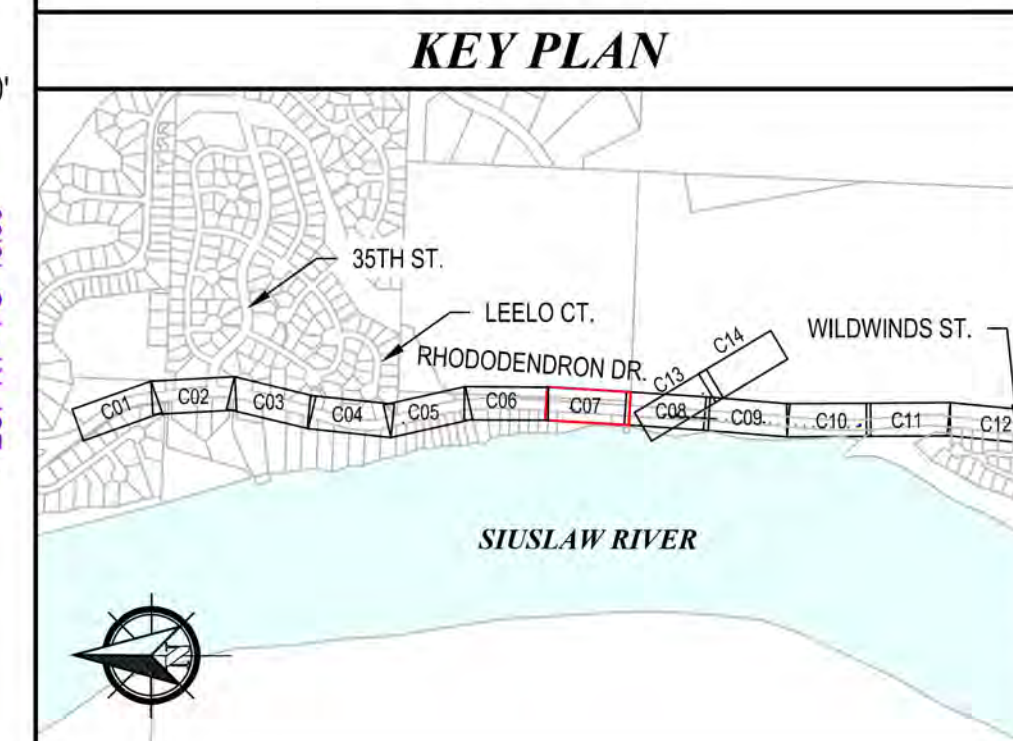 KEY PLAN
35TH ST.
LEELO CT.
RHODODENDRON DR.
WILDWINDS ST.
C01
C02
C03
C04
C05
C06
C07
C08
C09
C10
C11
C12
C13
C14
SIUSLAW RIVER
N